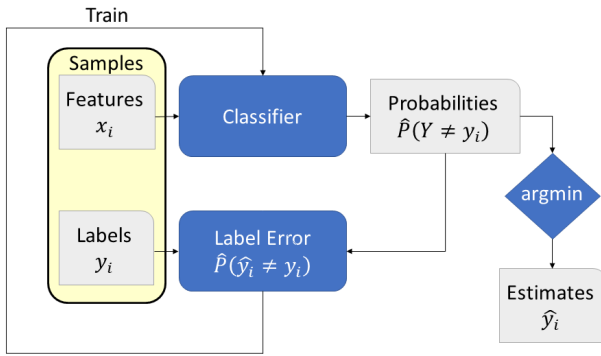 Train
Samples
Features
x_i
Classifier
Probabilities
P̂(Y ≠ y_i)
argmin
Labels
y_i
Label Error
P̂(ŷ_i ≠ y_i)
Estimates
ŷ_i